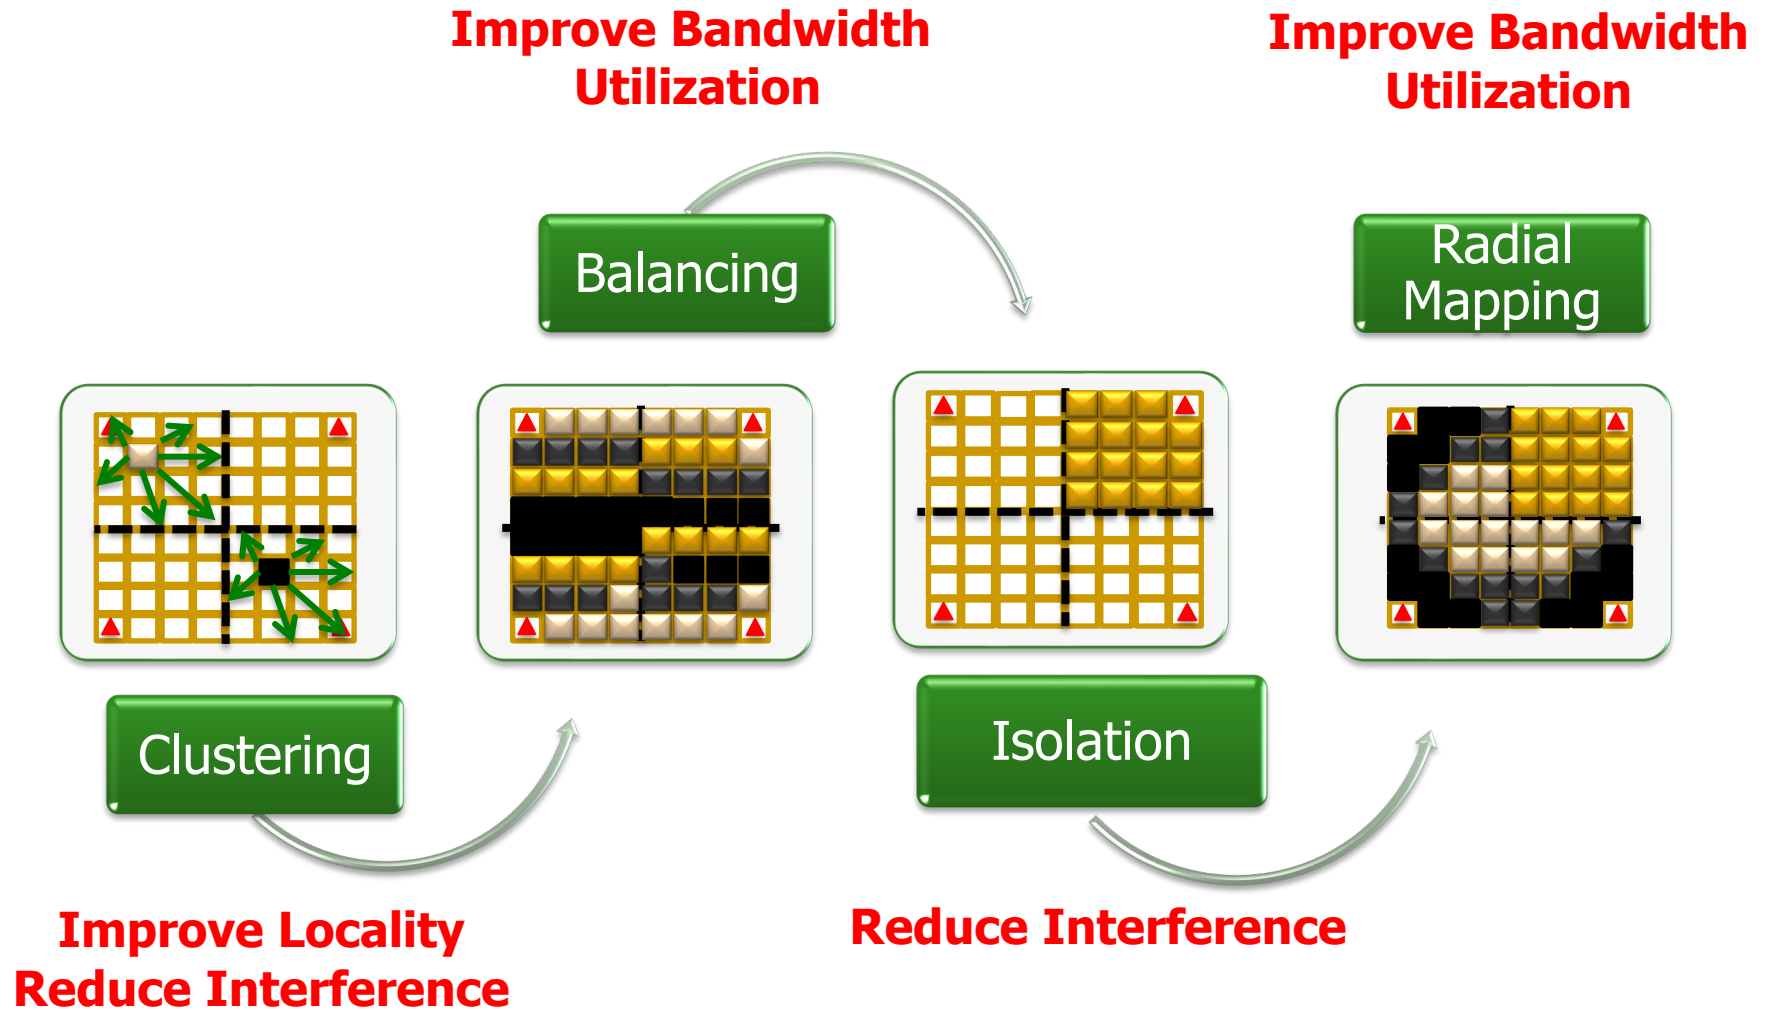 Improve Bandwidth
Utilization
Improve Bandwidth
Utilization
Balancing
Radial
Mapping
Clustering
Isolation
Improve Locality
Reduce Interference
Reduce Interference